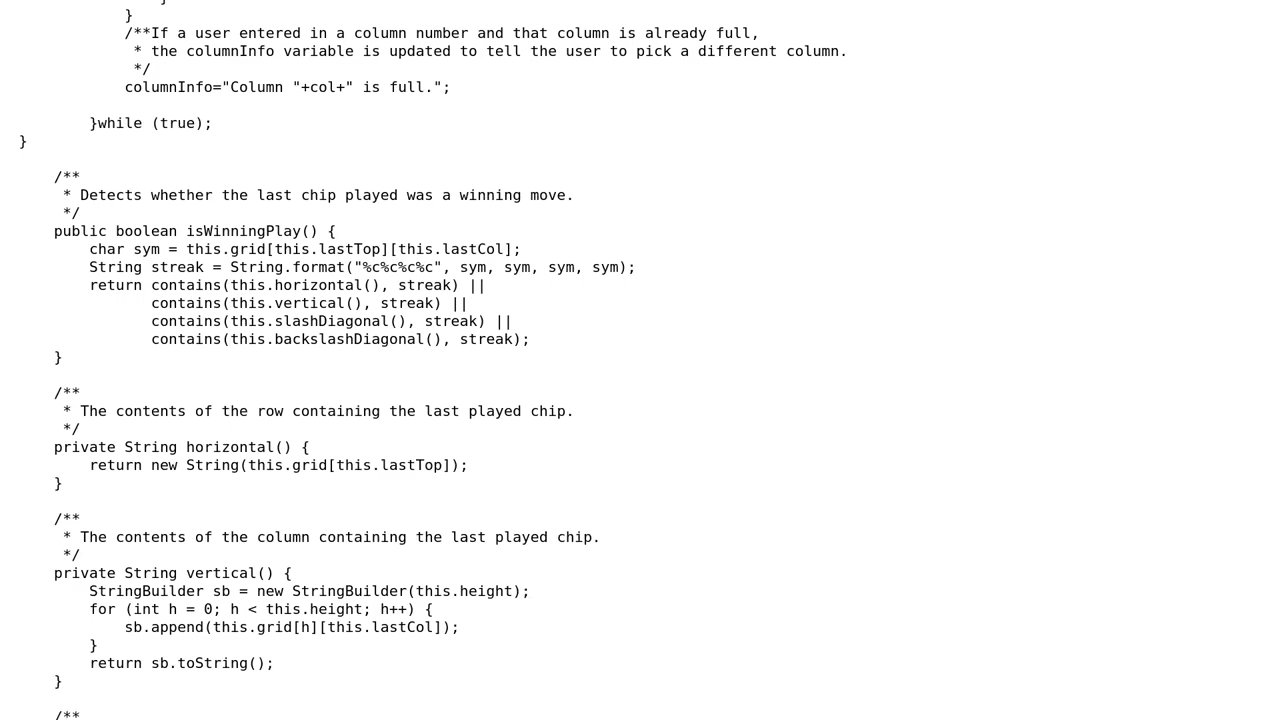 }
}
/**If a user entered in a column number and that column is already full,
* the columnInfo variable is updated to tell the user to pick a different column.
*/
columnInfo="Column "+col+" is full.";
}while (true);
}
/**
* Detects whether the last chip played was a winning move.
*/
public boolean isWinningPlay() {
char sym = this.grid[this.lastTop][this.lastCol];
String streak = String.format("%c%c%c%c", sym, sym, sym, sym);
return contains(this.horizontal(), streak) ||
contains(this.vertical(), streak) ||
contains(this.slashDiagonal(), streak) ||
contains(this.backslashDiagonal(), streak);
}
/**
* The contents of the row containing the last played chip.
*/
private String horizontal() {
return new String(this.grid[this.lastTop]);
}
/**
* The contents of the column containing the last played chip.
*/
private String vertical() {
StringBuilder sb = new StringBuilder(this.height);
for (int h = 0; h < this.height; h++) {
sb.append(this.grid[h][this.lastCol]);
}
return sb.toString();
}
/**